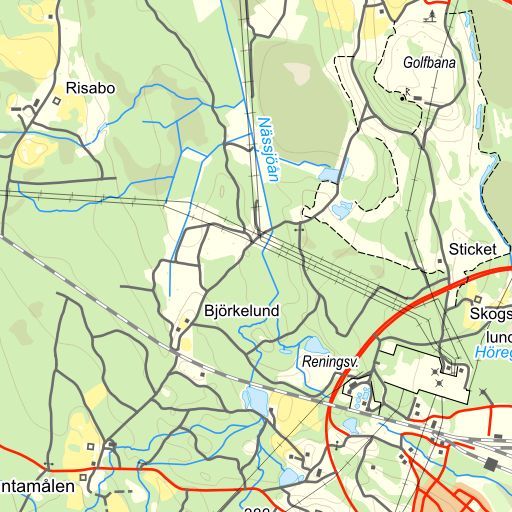 Golfbana
Risabo
Nässjöån
Sticket
Björkelund
Skogs
lund
Höreg
Reningsv.
ntamålen